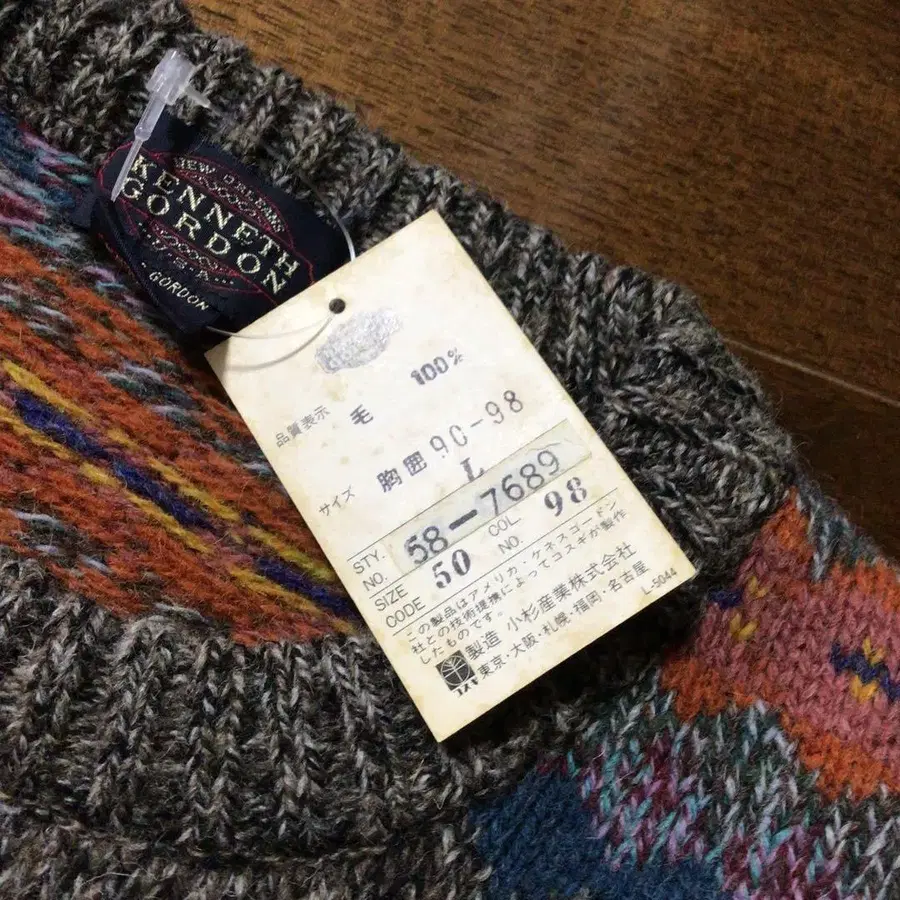 NEW ORLEANS
KENNETH
GORDON
U.S.A.
GORDON
品質表示 毛 100%
サイズ 胸囲 90-98
L
STY. NO. 58-7689
SIZE CODE 50 COL. NO. 98
この製品はアメリカ・ケネスゴードン
社との技術提携によってコスギが製作
したものです。
製造 小杉産業株式会社
東京・大阪・札幌・福岡・名古屋
コスギ
L-5044